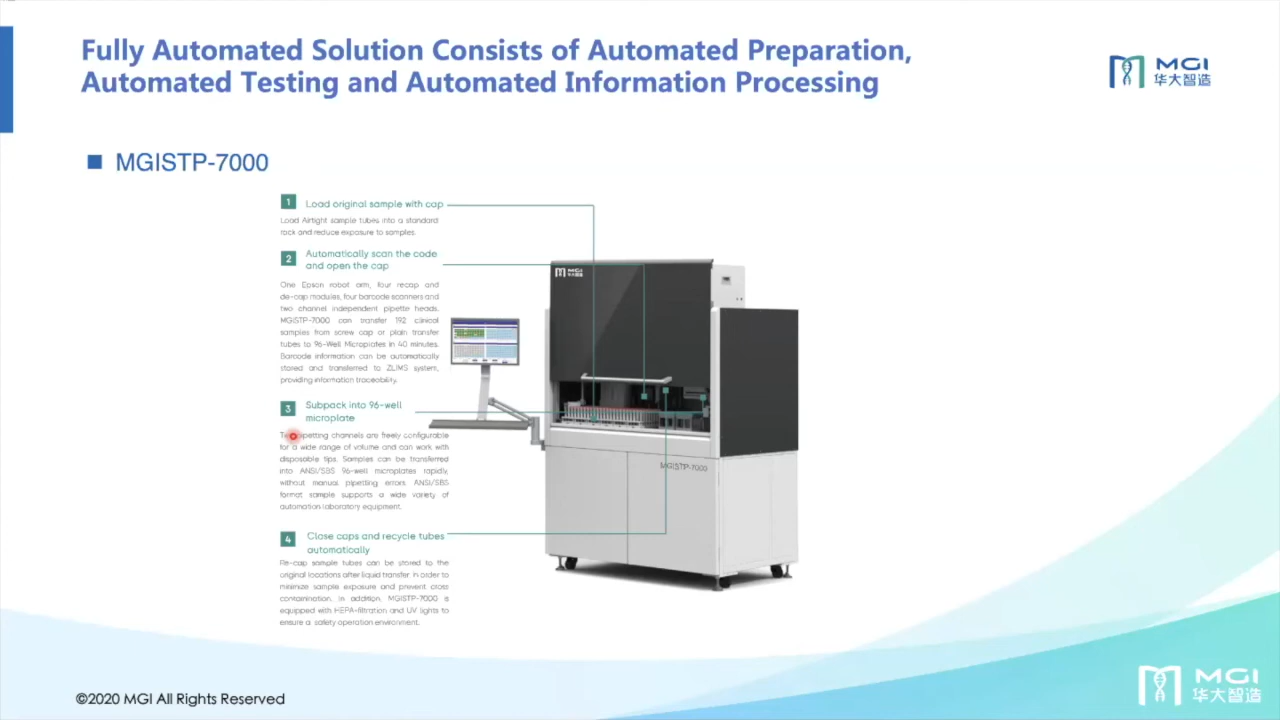 Fully Automated Solution Consists of Automated Preparation,
Automated Testing and Automated Information Processing
MGI
华大智造
MGISTP-7000
1 Load original sample with cap
Load Airtight sample tubes into a standard
rack and reduce exposure to samples.
2 Automatically scan the code
and open the cap
One Epson robot arm, four recap and
de-cap modules, four barcode scanners and
two channel independent pipette heads.
MGISTP-7000 can transfer 192 clinical
samples from screw cap or plain transfer
tubes to 96-Well Microplates in 40 minutes.
Barcode information can be automatically
stored and transferred to ZLIMS system,
providing information traceability.
3 Subpack into 96-well
microplate
pipetting channels are freely configurable
for a wide range of volume and can work with
disposable tips. Samples can be transferred
into ANSI/SBS 96-well microplates rapidly,
without manual pipetting errors. ANSI/SBS
format sample supports a wide variety of
automation laboratory equipment.
4 Close caps and recycle tubes
automatically
Re-cap sample tubes can be stored to the
original locations after liquid transfer in order to
minimize sample exposure and prevent cross
contamination. In addition, MGISTP-7000 is
equipped with HEPA-filtration and UV lights to
ensure a safety operation environment.
MGI
华大智造
MGISTP-7000
©2020 MGI All Rights Reserved
MGI
华大智造